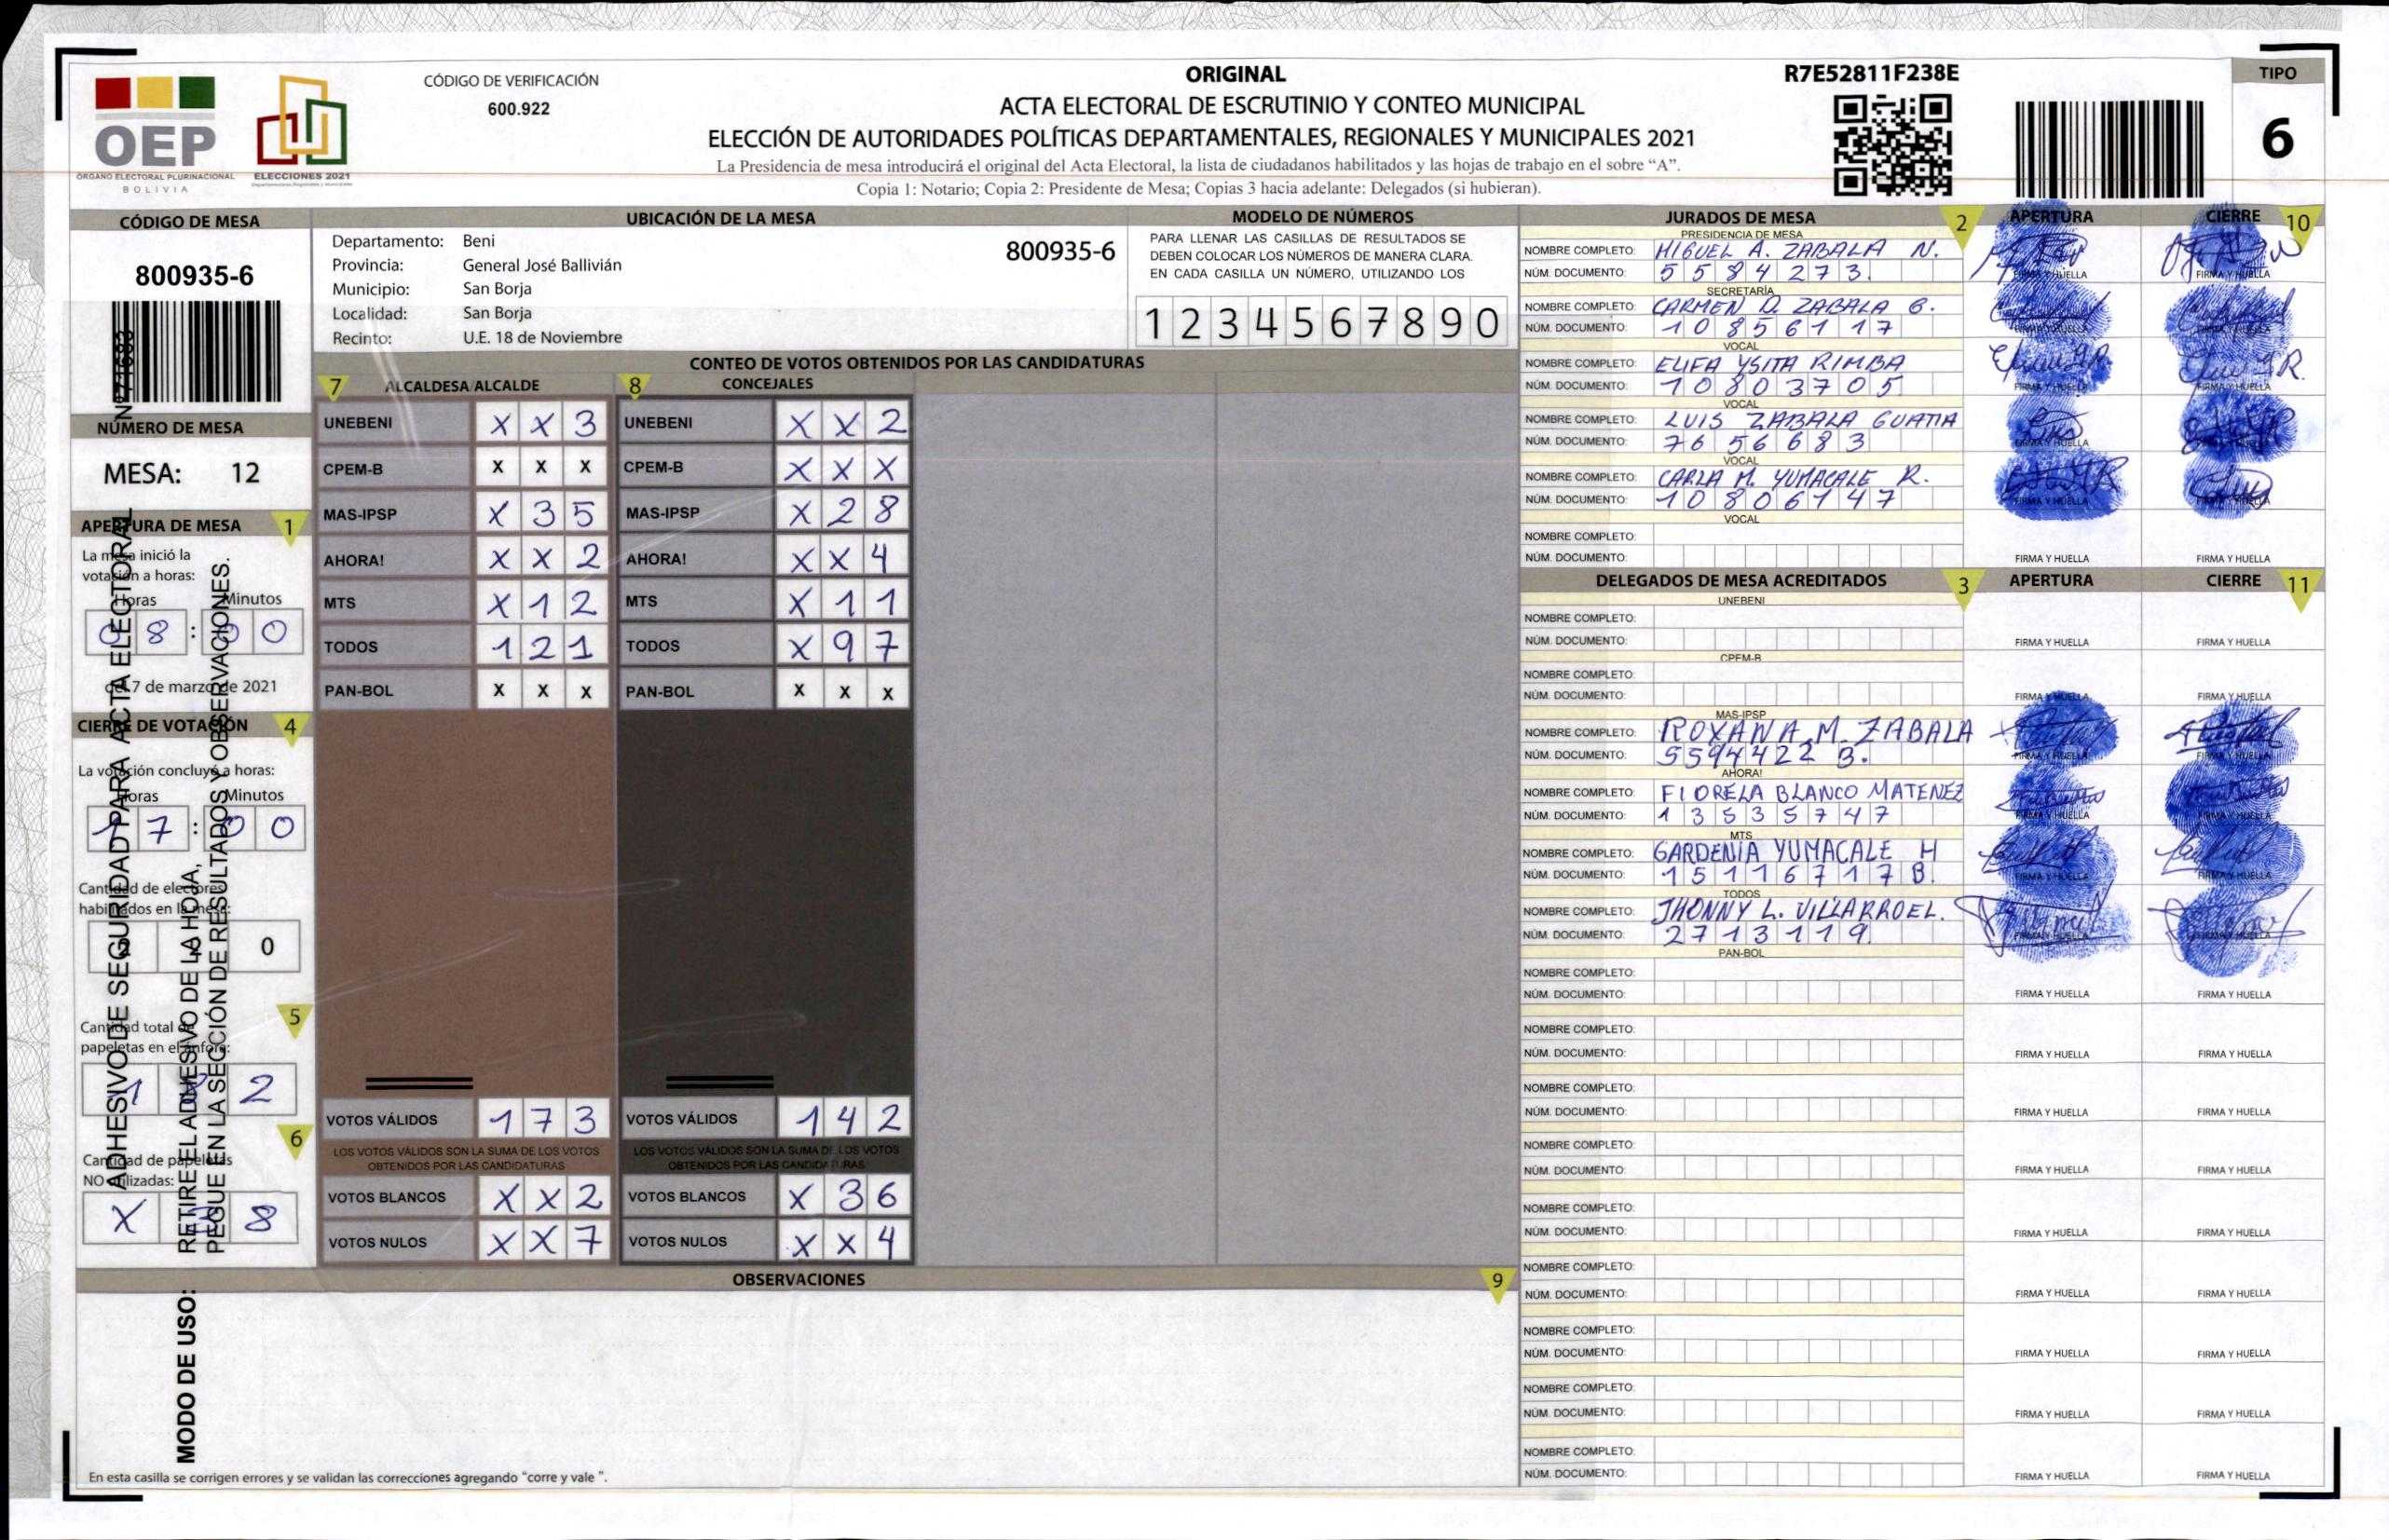 ORIGINAL
R7E52811F238E
TIPO
6
OEP
ÓRGANO ELECTORAL PLURINACIONAL
BOLIVIA
ELECCIONES 2021
CÓDIGO DE VERIFICACIÓN
600.922
ACTA ELECTORAL DE ESCRUTINIO Y CONTEO MUNICIPAL
ELECCIÓN DE AUTORIDADES POLÍTICAS DEPARTAMENTALES, REGIONALES Y MUNICIPALES 2021
La Presidencia de mesa introducirá el original del Acta Electoral, la lista de ciudadanos habilitados y las hojas de trabajo en el sobre “A”.
Copia 1: Notario; Copia 2: Presidente de Mesa; Copias 3 hacia adelante: Delegados (si hubieran).
CÓDIGO DE MESA
800935-6
NÚMERO DE MESA
MESA: 12
APERTURA DE MESA 1
La mesa inició la
votación a horas:
Horas Minutos
0 8 : 0 0
del 7 de marzo de 2021
CIERRE DE VOTACIÓN 4
La votación concluyó a horas:
Horas Minutos
1 7 : 0 0
Cantidad de electores
habilitados en la mesa:
0
5
Cantidad total de
papeletas en el ánfora:
1 8 2
6
Cantidad de papeletas
NO utilizadas:
X 8
ADHESIVO DE SEGURIDAD PARA ACTA ELECTORAL
MODO DE USO: RETIRE EL ADHESIVO DE LA HOJA,
PEGUE EN LA SECCIÓN DE RESULTADOS Y OBSERVACIONES.
UBICACIÓN DE LA MESA
Departamento: Beni
800935-6
Provincia: General José Ballivián
Municipio: San Borja
Localidad: San Borja
Recinto: U.E. 18 de Noviembre
MODELO DE NÚMEROS
PARA LLENAR LAS CASILLAS DE RESULTADOS SE
DEBEN COLOCAR LOS NÚMEROS DE MANERA CLARA.
EN CADA CASILLA UN NÚMERO, UTILIZANDO LOS
1 2 3 4 5 6 7 8 9 0
CONTEO DE VOTOS OBTENIDOS POR LAS CANDIDATURAS
7 ALCALDESA/ALCALDE
UNEBENI X X 3
CPEM-B X X X
MAS-IPSP X 3 5
AHORA! X X 2
MTS X 1 2
TODOS 1 2 1
PAN-BOL X X X
VOTOS VÁLIDOS 1 7 3
LOS VOTOS VÁLIDOS SON LA SUMA DE LOS VOTOS
OBTENIDOS POR LAS CANDIDATURAS
VOTOS BLANCOS X X 2
VOTOS NULOS X X 7
8 CONCEJALES
UNEBENI X X 2
CPEM-B X X X
MAS-IPSP X 2 8
AHORA! X X 4
MTS X 1 1
TODOS X 9 7
PAN-BOL X X X
VOTOS VÁLIDOS 1 4 2
LOS VOTOS VÁLIDOS SON LA SUMA DE LOS VOTOS
OBTENIDOS POR LAS CANDIDATURAS
VOTOS BLANCOS X 3 6
VOTOS NULOS X X 4
OBSERVACIONES 9
En esta casilla se corrigen errores y se validan las correcciones agregando “corre y vale ”.
JURADOS DE MESA 2 APERTURA CIERRE 10
PRESIDENCIA DE MESA
NOMBRE COMPLETO: MIGUEL A. ZABALA N.
NÚM. DOCUMENTO: 5584273. FIRMA Y HUELLA FIRMA Y HUELLA
SECRETARÍA
NOMBRE COMPLETO: CARMEN D. ZABALA G.
NÚM. DOCUMENTO: 10856117 FIRMA Y HUELLA FIRMA Y HUELLA
VOCAL
NOMBRE COMPLETO: ELIFA YSITA RIMBA
NÚM. DOCUMENTO: 10803705 FIRMA Y HUELLA FIRMA Y HUELLA
VOCAL
NOMBRE COMPLETO: LUIS ZABALA GUATIA
NÚM. DOCUMENTO: 7656683 FIRMA Y HUELLA
VOCAL
NOMBRE COMPLETO: CARLA M. YUMACALE R.
NÚM. DOCUMENTO: 10806147 FIRMA Y HUELLA FIRMA Y HUELLA
VOCAL
NOMBRE COMPLETO:
NÚM. DOCUMENTO: FIRMA Y HUELLA FIRMA Y HUELLA
DELEGADOS DE MESA ACREDITADOS 3 APERTURA CIERRE 11
UNEBENI
NOMBRE COMPLETO:
NÚM. DOCUMENTO: FIRMA Y HUELLA FIRMA Y HUELLA
CPEM-B
NOMBRE COMPLETO:
NÚM. DOCUMENTO: FIRMA Y HUELLA FIRMA Y HUELLA
MAS-IPSP
NOMBRE COMPLETO: ROXANA M. ZABALA
NÚM. DOCUMENTO: 5594422 B. FIRMA Y HUELLA FIRMA Y HUELLA
AHORA!
NOMBRE COMPLETO: FIORELA BLANCO MATENEZ
NÚM. DOCUMENTO: 13535747 FIRMA Y HUELLA FIRMA Y HUELLA
MTS
NOMBRE COMPLETO: GARDENIA YUMACALE H
NÚM. DOCUMENTO: 15116717 B. FIRMA Y HUELLA FIRMA Y HUELLA
TODOS
NOMBRE COMPLETO: JHONNY L. VILLARROEL.
NÚM. DOCUMENTO: 2713119. FIRMA Y HUELLA FIRMA Y HUELLA
PAN-BOL
NOMBRE COMPLETO:
NÚM. DOCUMENTO: FIRMA Y HUELLA FIRMA Y HUELLA
NOMBRE COMPLETO:
NÚM. DOCUMENTO: FIRMA Y HUELLA FIRMA Y HUELLA
NOMBRE COMPLETO:
NÚM. DOCUMENTO: FIRMA Y HUELLA FIRMA Y HUELLA
NOMBRE COMPLETO:
NÚM. DOCUMENTO: FIRMA Y HUELLA FIRMA Y HUELLA
NOMBRE COMPLETO:
NÚM. DOCUMENTO: FIRMA Y HUELLA FIRMA Y HUELLA
NOMBRE COMPLETO:
NÚM. DOCUMENTO: FIRMA Y HUELLA FIRMA Y HUELLA
NOMBRE COMPLETO:
NÚM. DOCUMENTO: FIRMA Y HUELLA FIRMA Y HUELLA
NOMBRE COMPLETO:
NÚM. DOCUMENTO: FIRMA Y HUELLA FIRMA Y HUELLA
NOMBRE COMPLETO:
NÚM. DOCUMENTO: FIRMA Y HUELLA FIRMA Y HUELLA